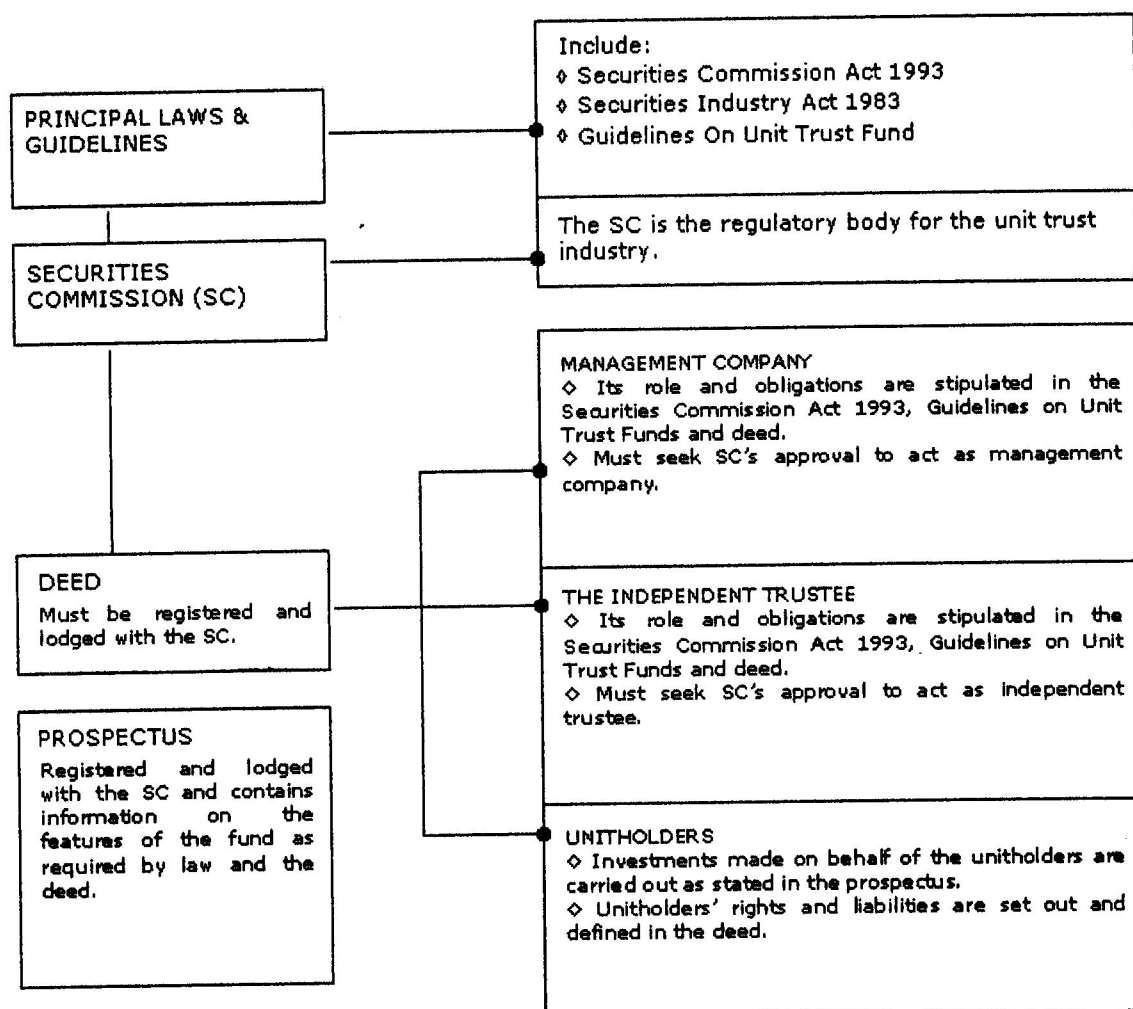 PRINCIPAL LAWS &
GUIDELINES
Include:
◊ Securities Commission Act 1993
◊ Securities Industry Act 1983
◊ Guidelines On Unit Trust Fund
SECURITIES
COMMISSION (SC)
The SC is the regulatory body for the unit trust
industry.
DEED
Must be registered and
lodged with the SC.
MANAGEMENT COMPANY
◇ Its role and obligations are stipulated in the
Securities Commission Act 1993, Guidelines on Unit
Trust Funds and deed.
◇ Must seek SC's approval to act as management
company.
THE INDEPENDENT TRUSTEE
◇ Its role and obligations are stipulated in the
Securities Commission Act 1993, Guidelines on Unit
Trust Funds and deed.
◇ Must seek SC's approval to act as independent
trustee.
UNITHOLDERS
◇ Investments made on behalf of the unitholders are
carried out as stated in the prospectus.
◇ Unitholders' rights and liabilities are set out and
defined in the deed.
PROSPECTUS
Registered and lodged
with the SC and contains
information on the
features of the fund as
required by law and the
deed.